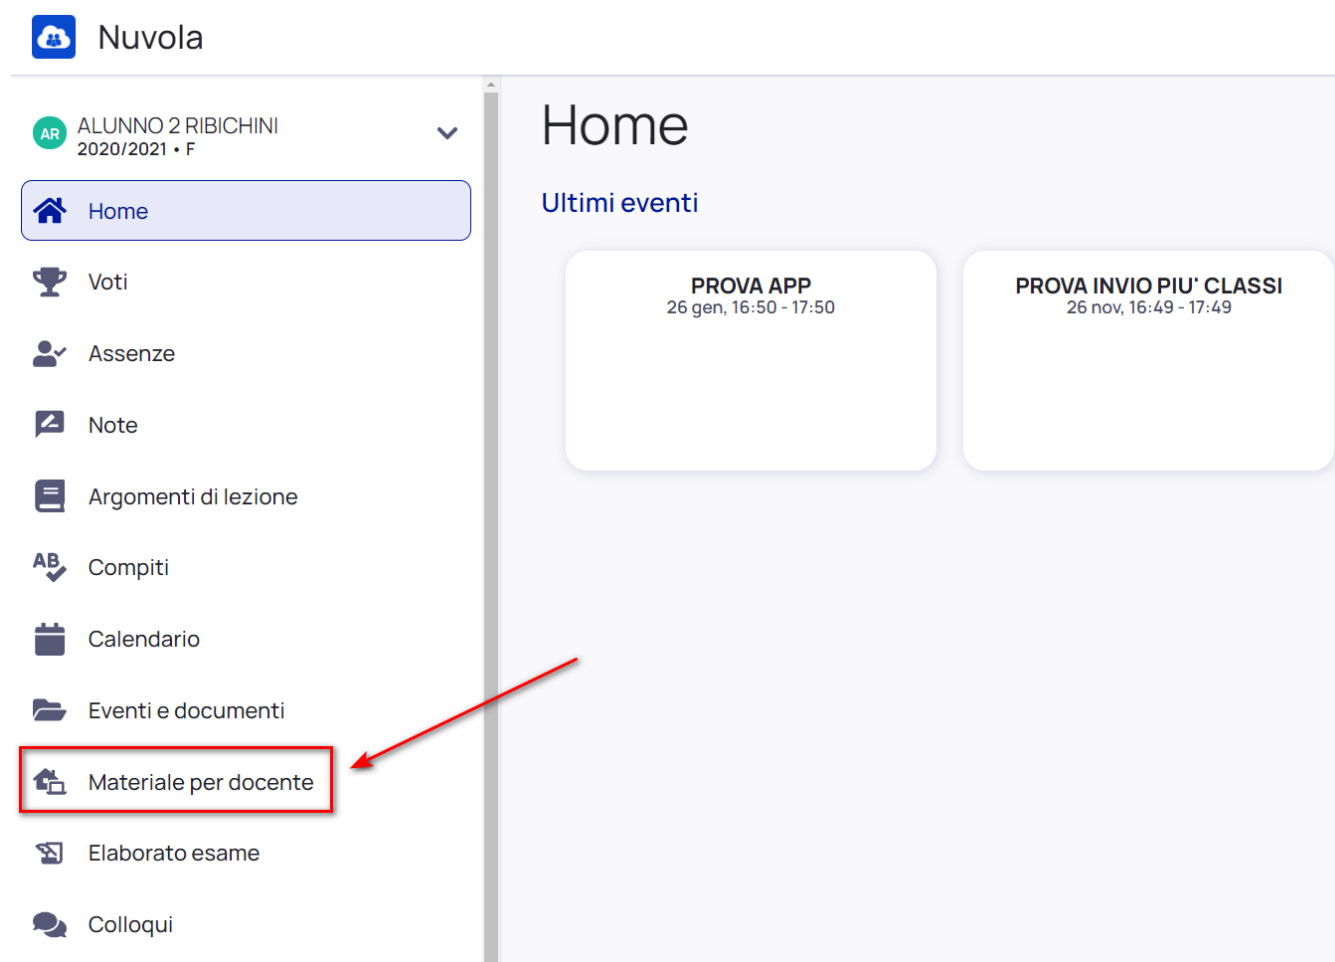 Nuvola
AR
ALUNNO 2 RIBICHINI
2020/2021 • F
Home
Voti
Assenze
Note
Argomenti di lezione
AB
Compiti
Calendario
Eventi e documenti
Materiale per docente
Elaborato esame
Colloqui
Home
Ultimi eventi
PROVA APP
26 gen, 16:50 - 17:50
PROVA INVIO PIU' CLASSI
26 nov, 16:49 - 17:49